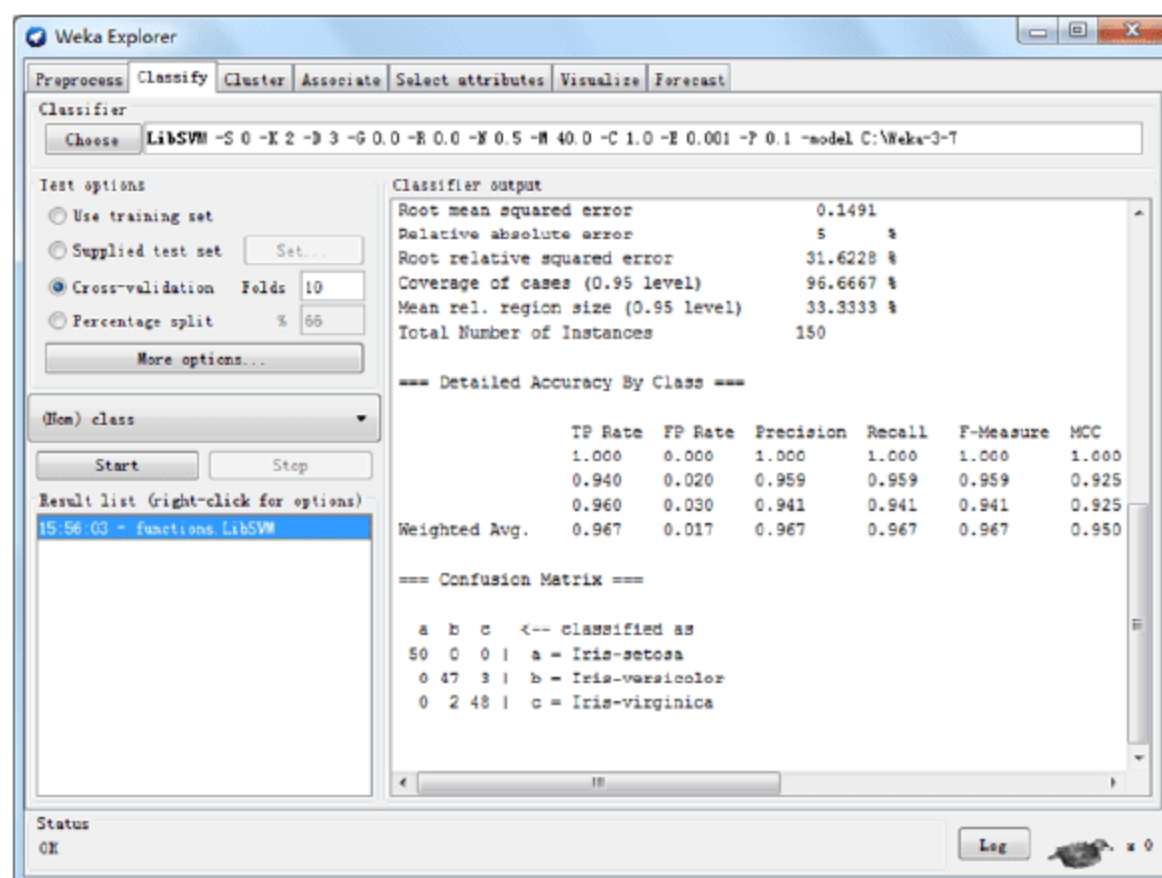 Weka Explorer
Preprocess Classify Cluster Associate Select attributes Visualize Forecast
Classifier
Choose LibSVM -S 0 -K 2 -D 3 -G 0.0 -R 0.0 -N 0.5 -M 40.0 -C 1.0 -E 0.001 -P 0.1 -model C:\Weka-3-7
Test options
Use training set
Supplied test set Set...
Cross-validation Folds 10
Percentage split % 66
More options...
(Nom) class
Start Stop
Result list (right-click for options)
15:56:03 - functions.LibSVM
Classifier output
Root mean squared error 0.1491
Relative absolute error 5 %
Root relative squared error 31.6228 %
Coverage of cases (0.95 level) 96.6667 %
Mean rel. region size (0.95 level) 33.3333 %
Total Number of Instances 150
=== Detailed Accuracy By Class ===
TP Rate FP Rate Precision Recall F-Measure MCC
1.000 0.000 1.000 1.000 1.000 1.000
0.940 0.020 0.959 0.959 0.959 0.925
0.960 0.030 0.941 0.941 0.941 0.925
Weighted Avg. 0.967 0.017 0.967 0.967 0.967 0.950
=== Confusion Matrix ===
a b c <-- classified as
50 0 0 | a = Iris-setosa
0 47 3 | b = Iris-versicolor
0 2 48 | c = Iris-virginica
Status
OK
Log x 0